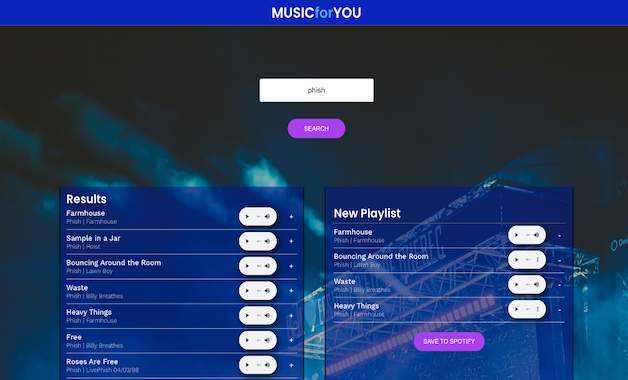 MUSICforYOU
phish
SEARCH
Results
Farmhouse
Phish | Farmhouse
+
Sample in a Jar
Phish | Hoist
+
Bouncing Around the Room
Phish | Lawn Boy
+
Waste
Phish | Billy Breathes
+
Heavy Things
Phish | Farmhouse
+
Free
Phish | Billy Breathes
+
Roses Are Free
Phish | LivePhish 04/03/98
+
New Playlist
Farmhouse
Phish | Farmhouse
-
Bouncing Around the Room
Phish | Lawn Boy
-
Waste
Phish | Billy Breathes
-
Heavy Things
Phish | Farmhouse
-
SAVE TO SPOTIFY